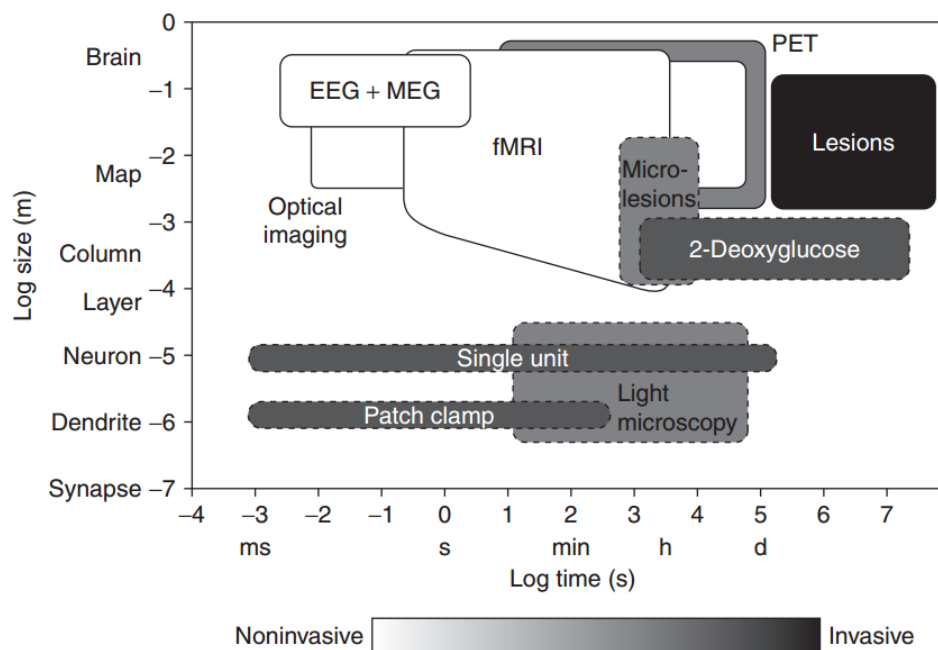 0
Brain
PET
−1
EEG + MEG
fMRI
Lesions
−2
Map
Micro-
lesions
Optical
imaging
−3
Column
2-Deoxyglucose
−4
Layer
Neuron −5
Single unit
Light
microscopy
Dendrite −6
Patch clamp
Synapse −7
Log size (m)
−4 −3 −2 −1 0 1 2 3 4 5 6 7
ms s min h d
Log time (s)
Noninvasive Invasive